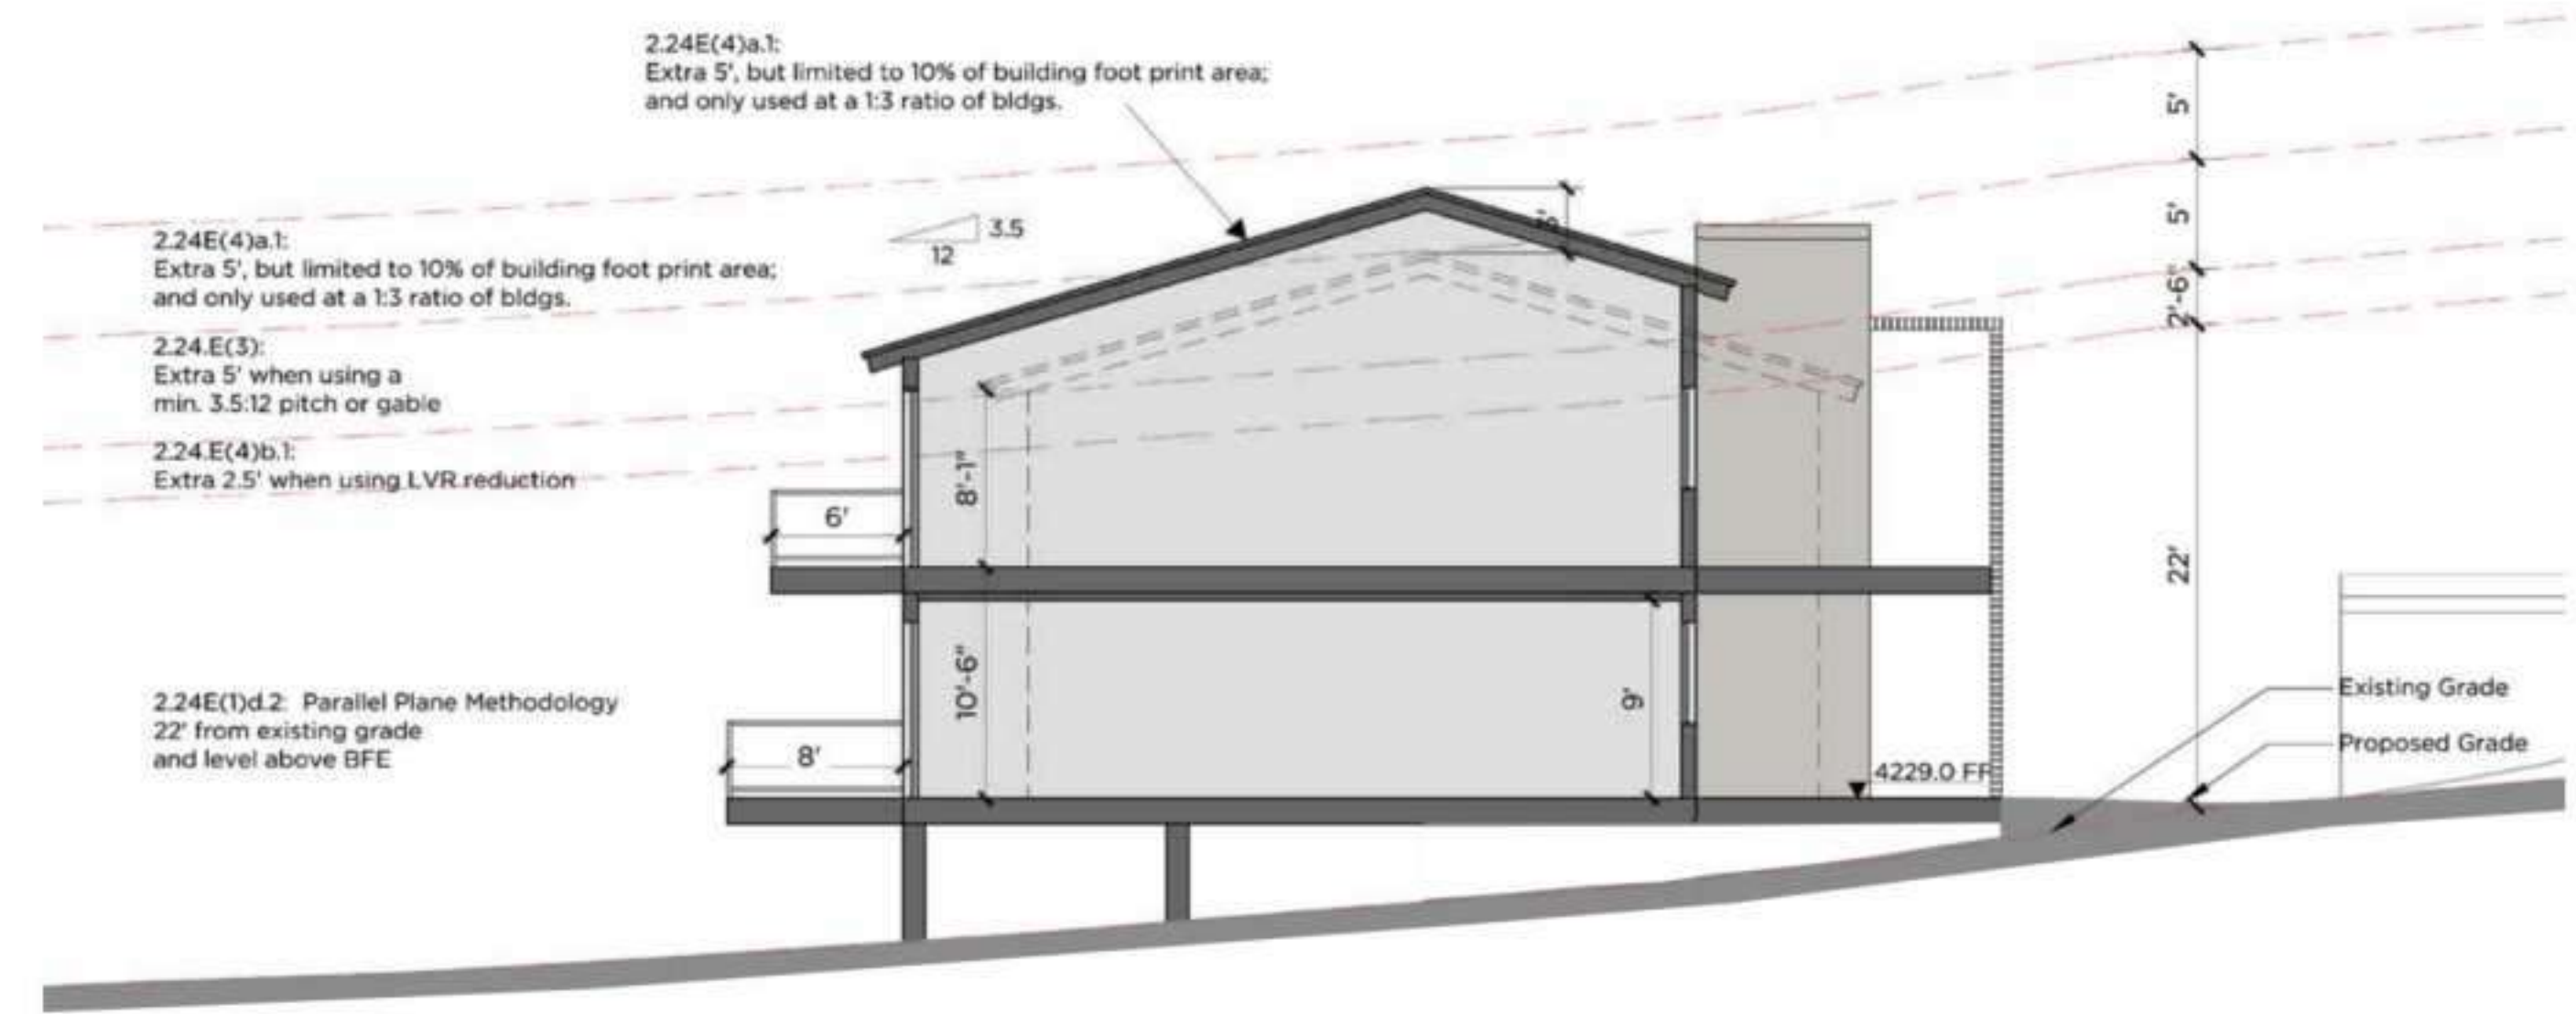 2.24E(4)a.1:
Extra 5', but limited to 10% of building foot print area;
and only used at a 1:3 ratio of bldgs.
2.24E(4)a.1:
Extra 5', but limited to 10% of building foot print area;
and only used at a 1:3 ratio of bldgs.
2.24.E(3):
Extra 5' when using a
min. 3.5:12 pitch or gable
2.24.E(4)b.1:
Extra 2.5' when using LVR reduction
2.24E(1)d.2: Parallel Plane Methodology
22' from existing grade
and level above BFE
3.5
12
6'
8'
8'-1"
10'-6"
9'
4229.0 FF
5'
5'
2'-6"
22'
Existing Grade
Proposed Grade